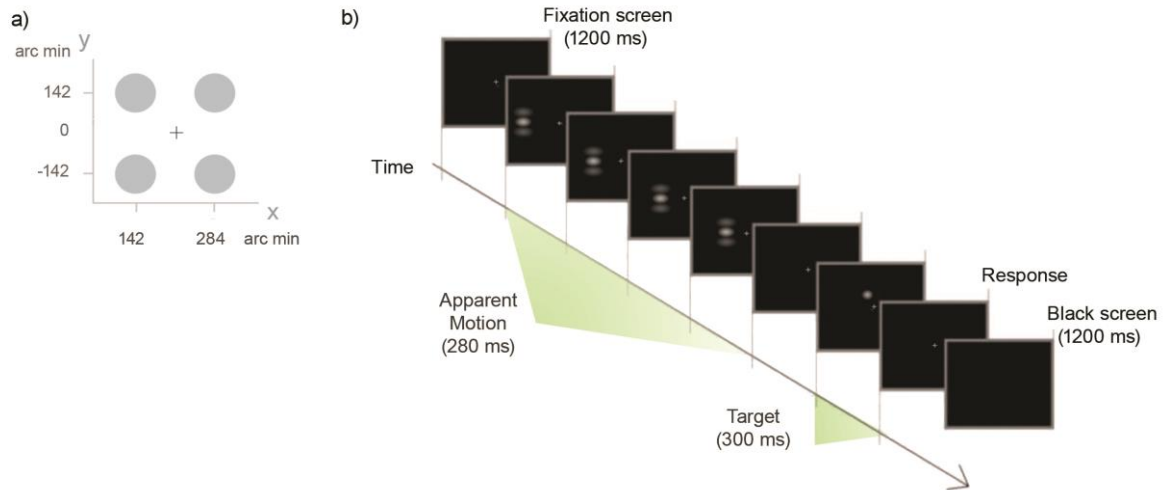 a)
y
arc min
142
0
-142
x
142
284
arc min
b)
Fixation screen
(1200 ms)
Time
Apparent
Motion
(280 ms)
Target
(300 ms)
Response
Black screen
(1200 ms)